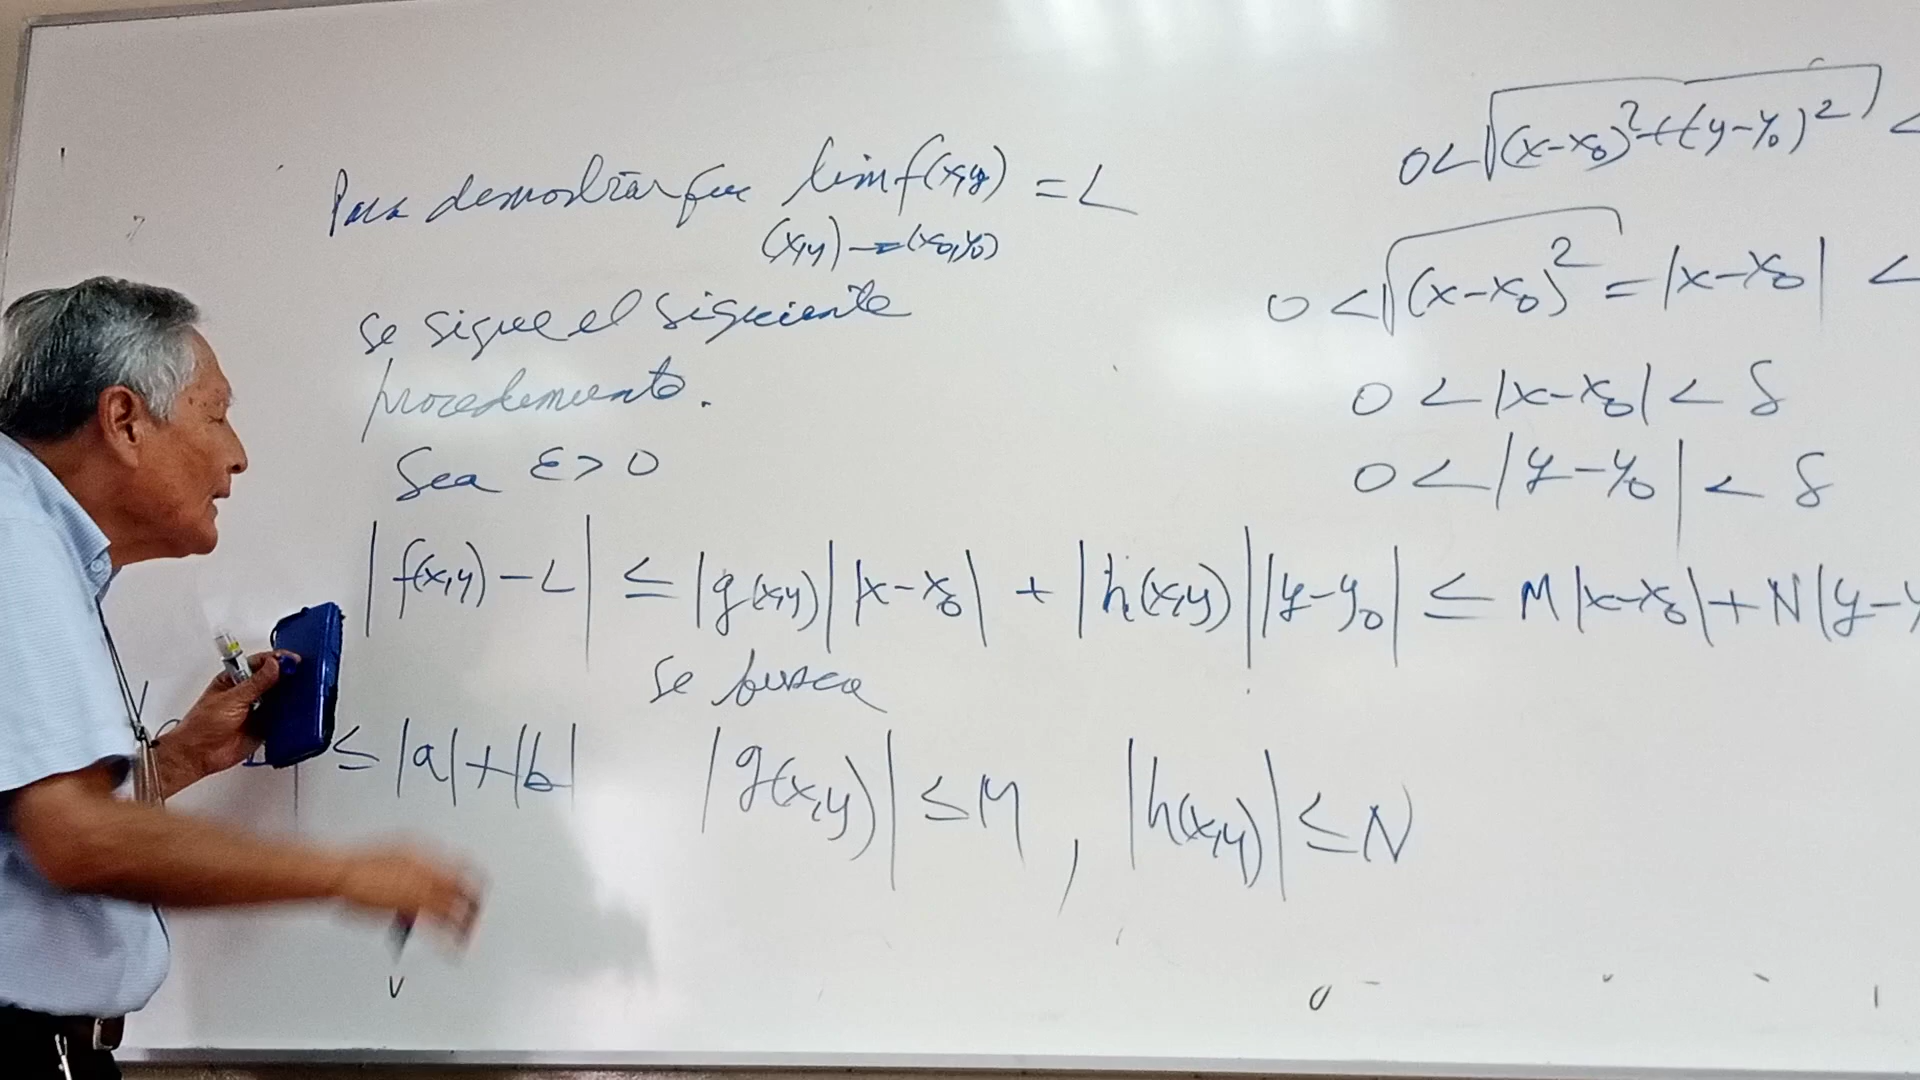 Para demostrar que lim f(x,y) = L
(x,y)→(x₀,y₀)
se sigue el siguiente
procedimiento.
Sea ε > 0
|f(x,y) - L| ≤ |g(x,y)| |x-x₀| + |h(x,y)| |y-y₀| ≤ M|x-x₀| + N|y-y
se busca
≤ |a|+|b|
|g(x,y)| ≤ M , |h(x,y)| ≤ N
0 < √(x-x₀)²+(y-y₀)² <
0 < √(x-x₀)² = |x-x₀| <
0 < |x-x₀| < δ
0 < |y-y₀| < δ